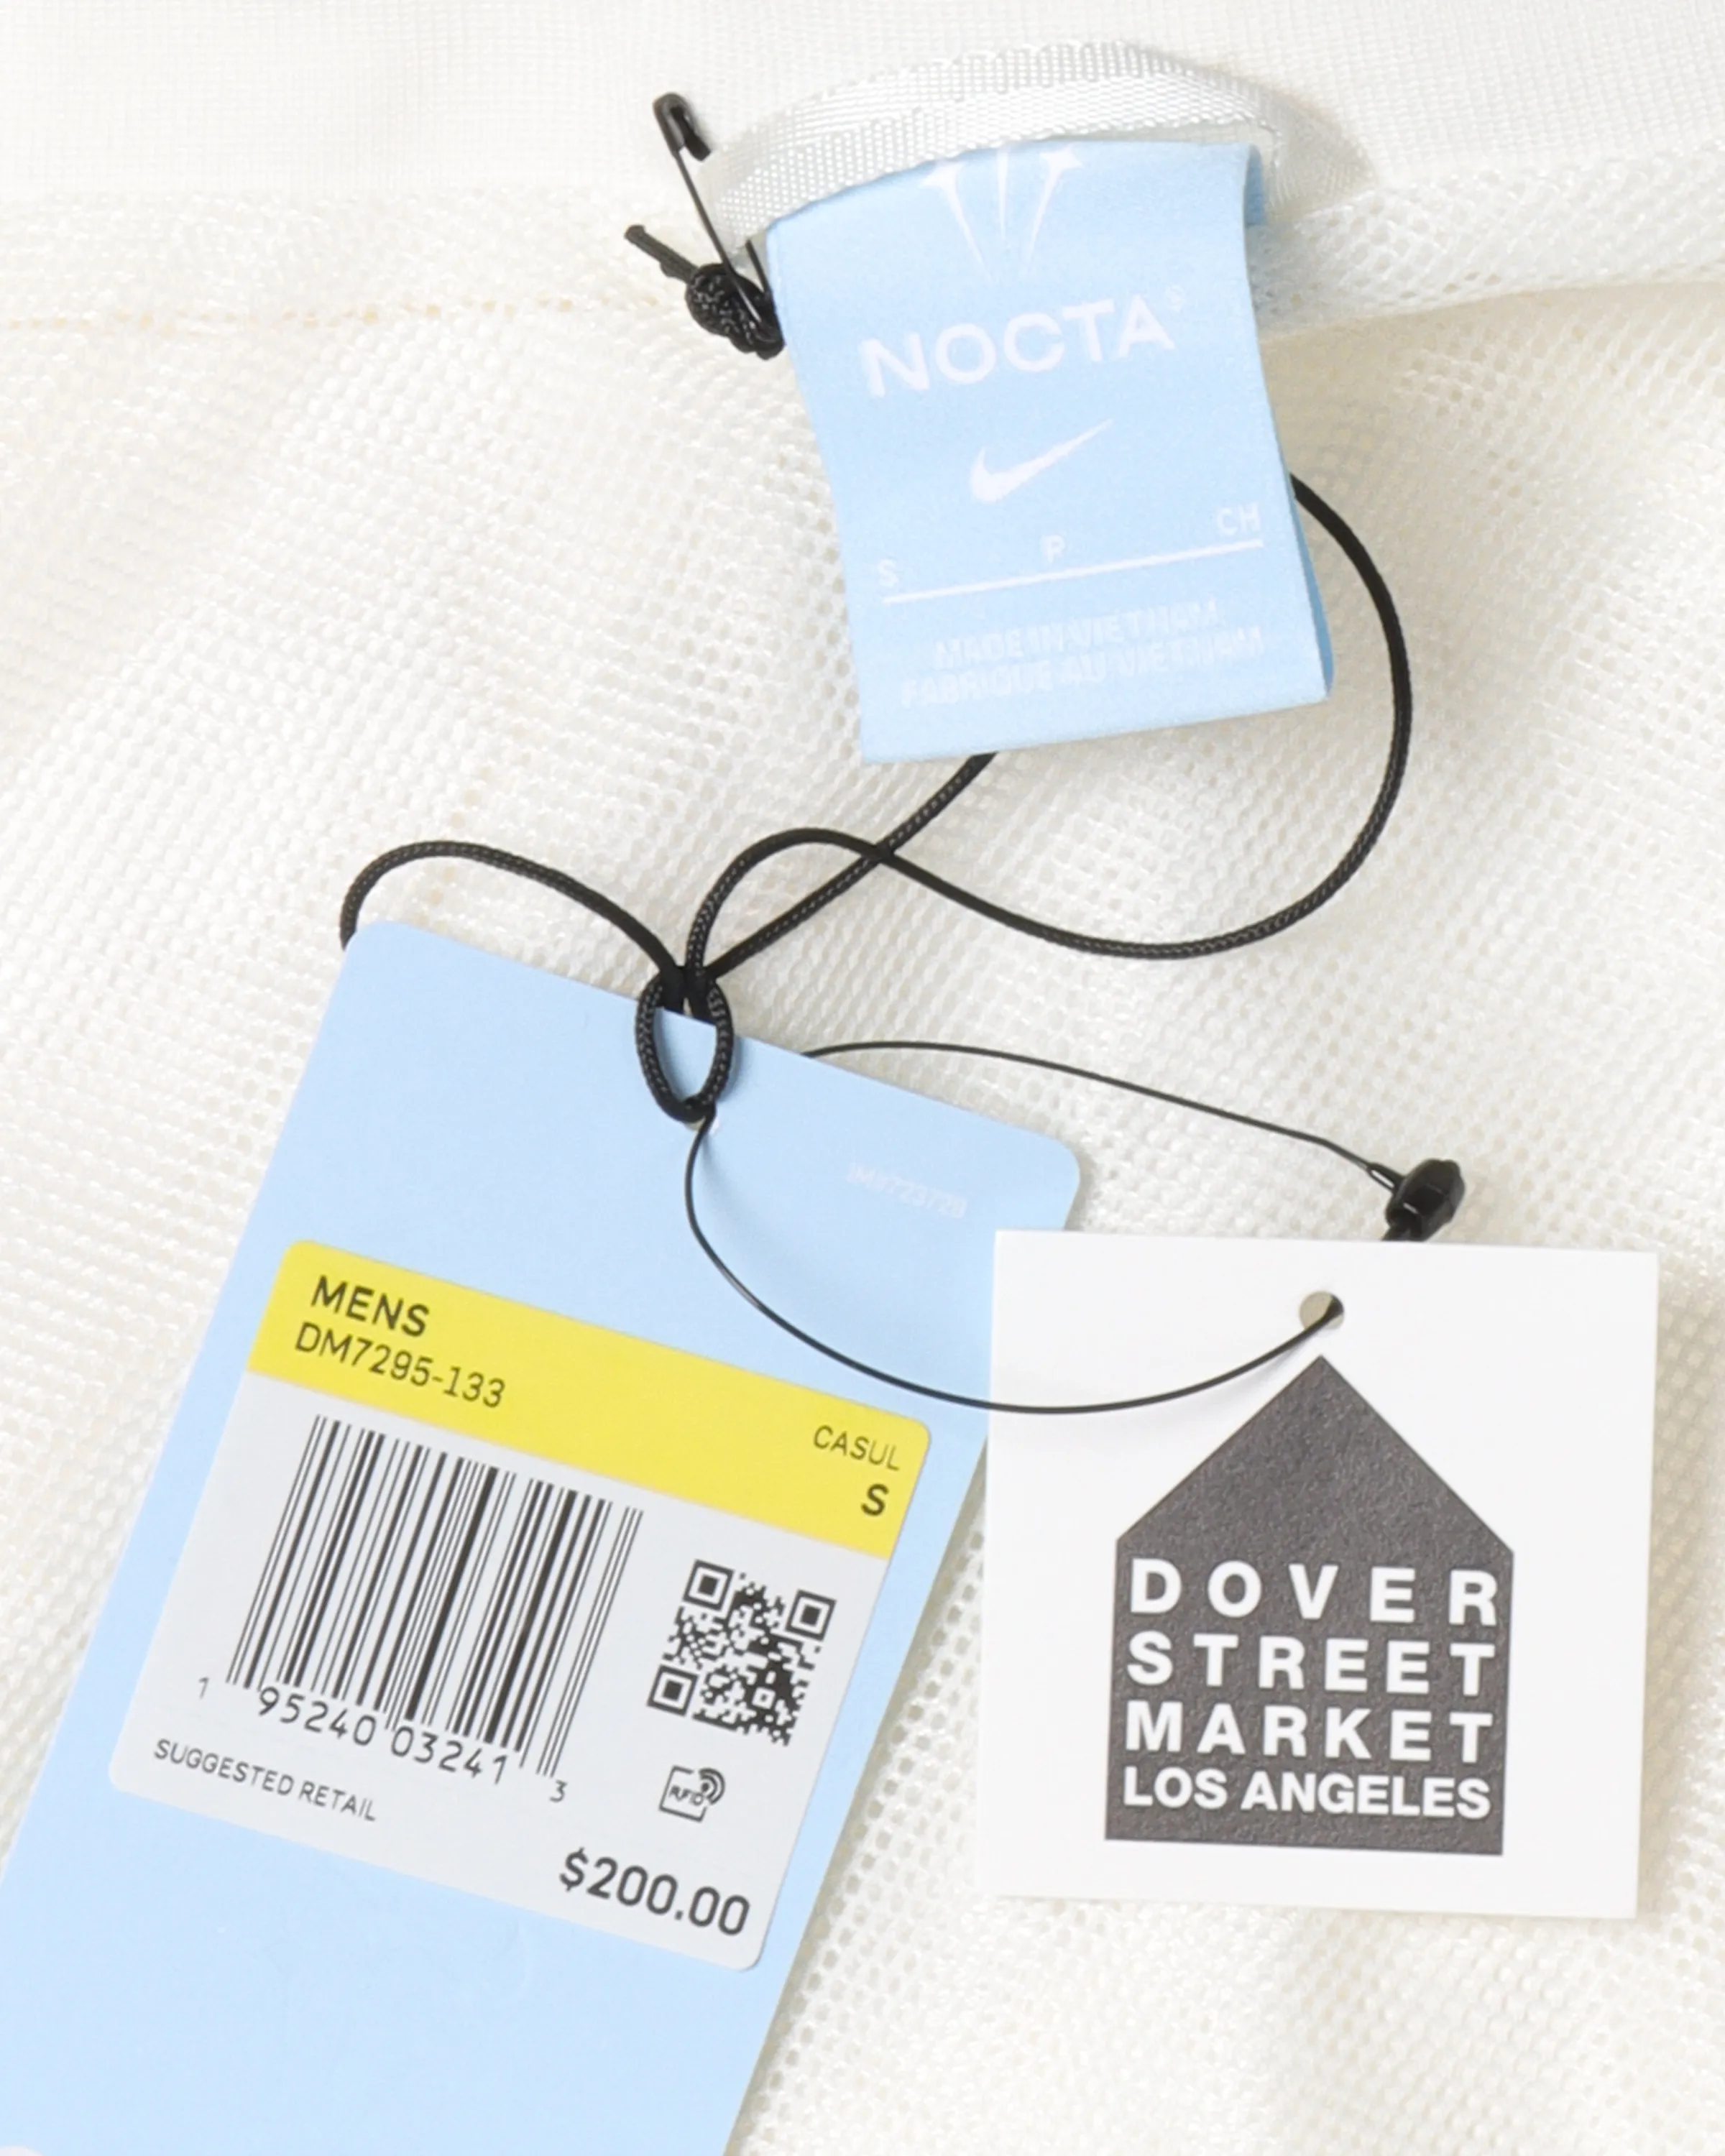 NOCTA
S P CH
MADE IN VIETNAM
FABRIQUE AU VIETNAM
MENS
DM7295-133
CASUL
S
1 95240 03241 3
RFID
SUGGESTED RETAIL
$200.00
DOVER
STREET
MARKET
LOS ANGELES